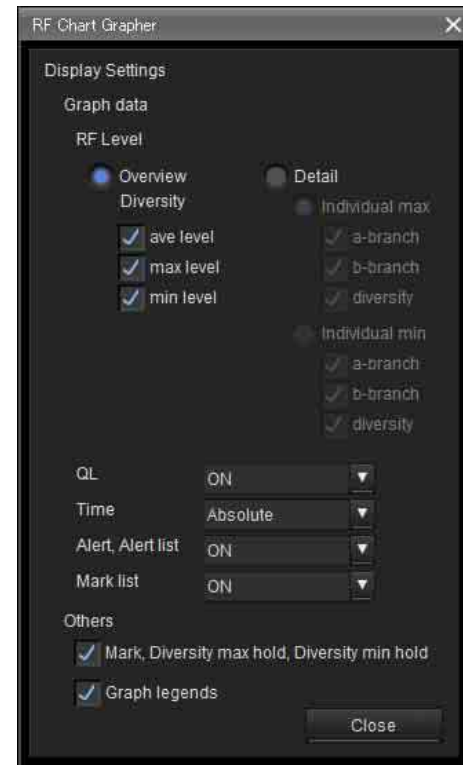 RF Chart Grapher
Display Settings
Graph data
RF Level
Overview
Diversity
ave level
max level
min level
Detail
Individual max
a-branch
b-branch
diversity
Individual min
a-branch
b-branch
diversity
QL ON
Time Absolute
Alert, Alert list ON
Mark list ON
Others
Mark, Diversity max hold, Diversity min hold
Graph legends
Close